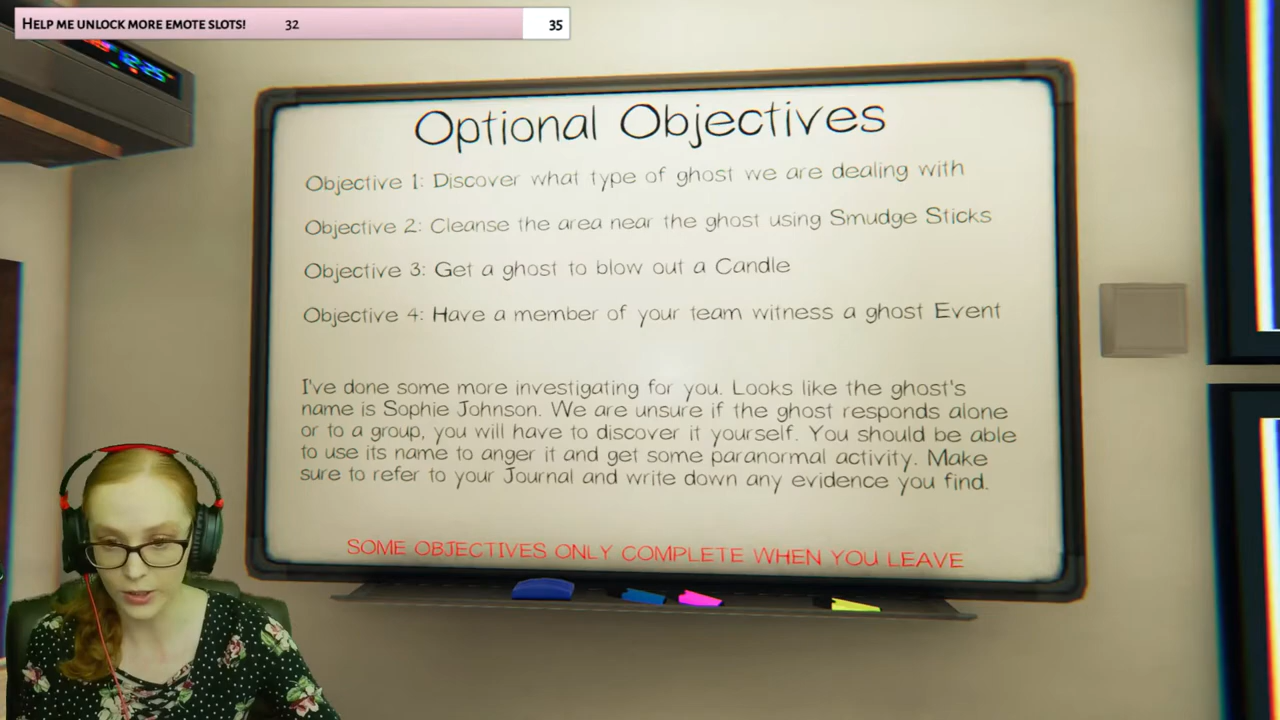 HELP ME UNLOCK MORE EMOTE SLOTS! 32 35
Optional Objectives
Objective 1: Discover what type of ghost we are dealing with
Objective 2: Cleanse the area near the ghost using Smudge Sticks
Objective 3: Get a ghost to blow out a Candle
Objective 4: Have a member of your team witness a ghost Event
I've done some more investigating for you. Looks like the ghost's
name is Sophie Johnson. We are unsure if the ghost responds alone
or to a group, you will have to discover it yourself. You should be able
to use its name to anger it and get some paranormal activity. Make
sure to refer to your Journal and write down any evidence you find.
SOME OBJECTIVES ONLY COMPLETE WHEN YOU LEAVE